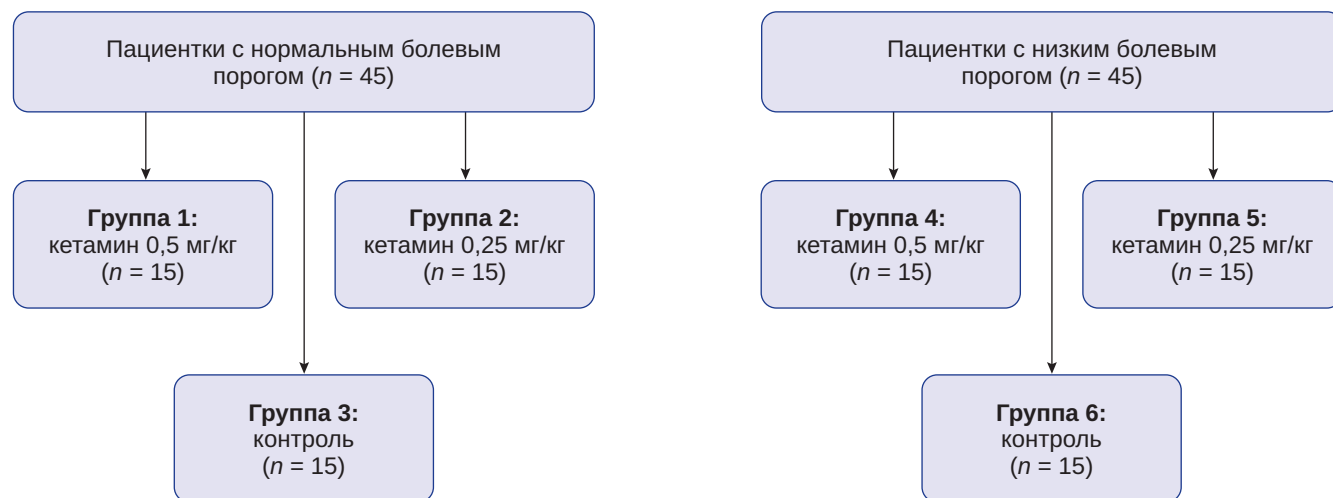 Пациентки с нормальным болевым
порогом (n = 45)
Группа 1:
кетамин 0,5 мг/кг
(n = 15)
Группа 2:
кетамин 0,25 мг/кг
(n = 15)
Группа 3:
контроль
(n = 15)
Пациентки с низким болевым
порогом (n = 45)
Группа 4:
кетамин 0,5 мг/кг
(n = 15)
Группа 5:
кетамин 0,25 мг/кг
(n = 15)
Группа 6:
контроль
(n = 15)